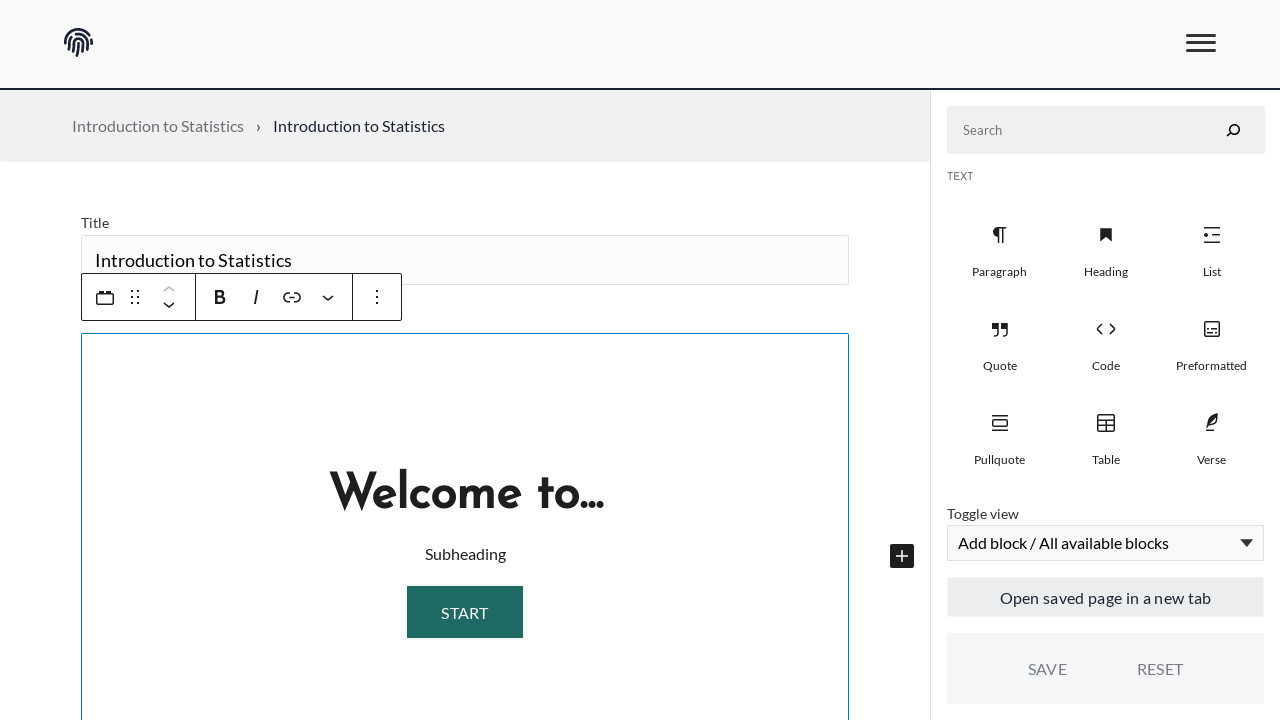 Introduction to Statistics › Introduction to Statistics
Title
Introduction to Statistics
B I
Welcome to...
Subheading
START
Search
TEXT
Paragraph Heading List
Quote Code Preformatted
Pullquote Table Verse
Toggle view
Add block / All available blocks
Open saved page in a new tab
SAVE RESET